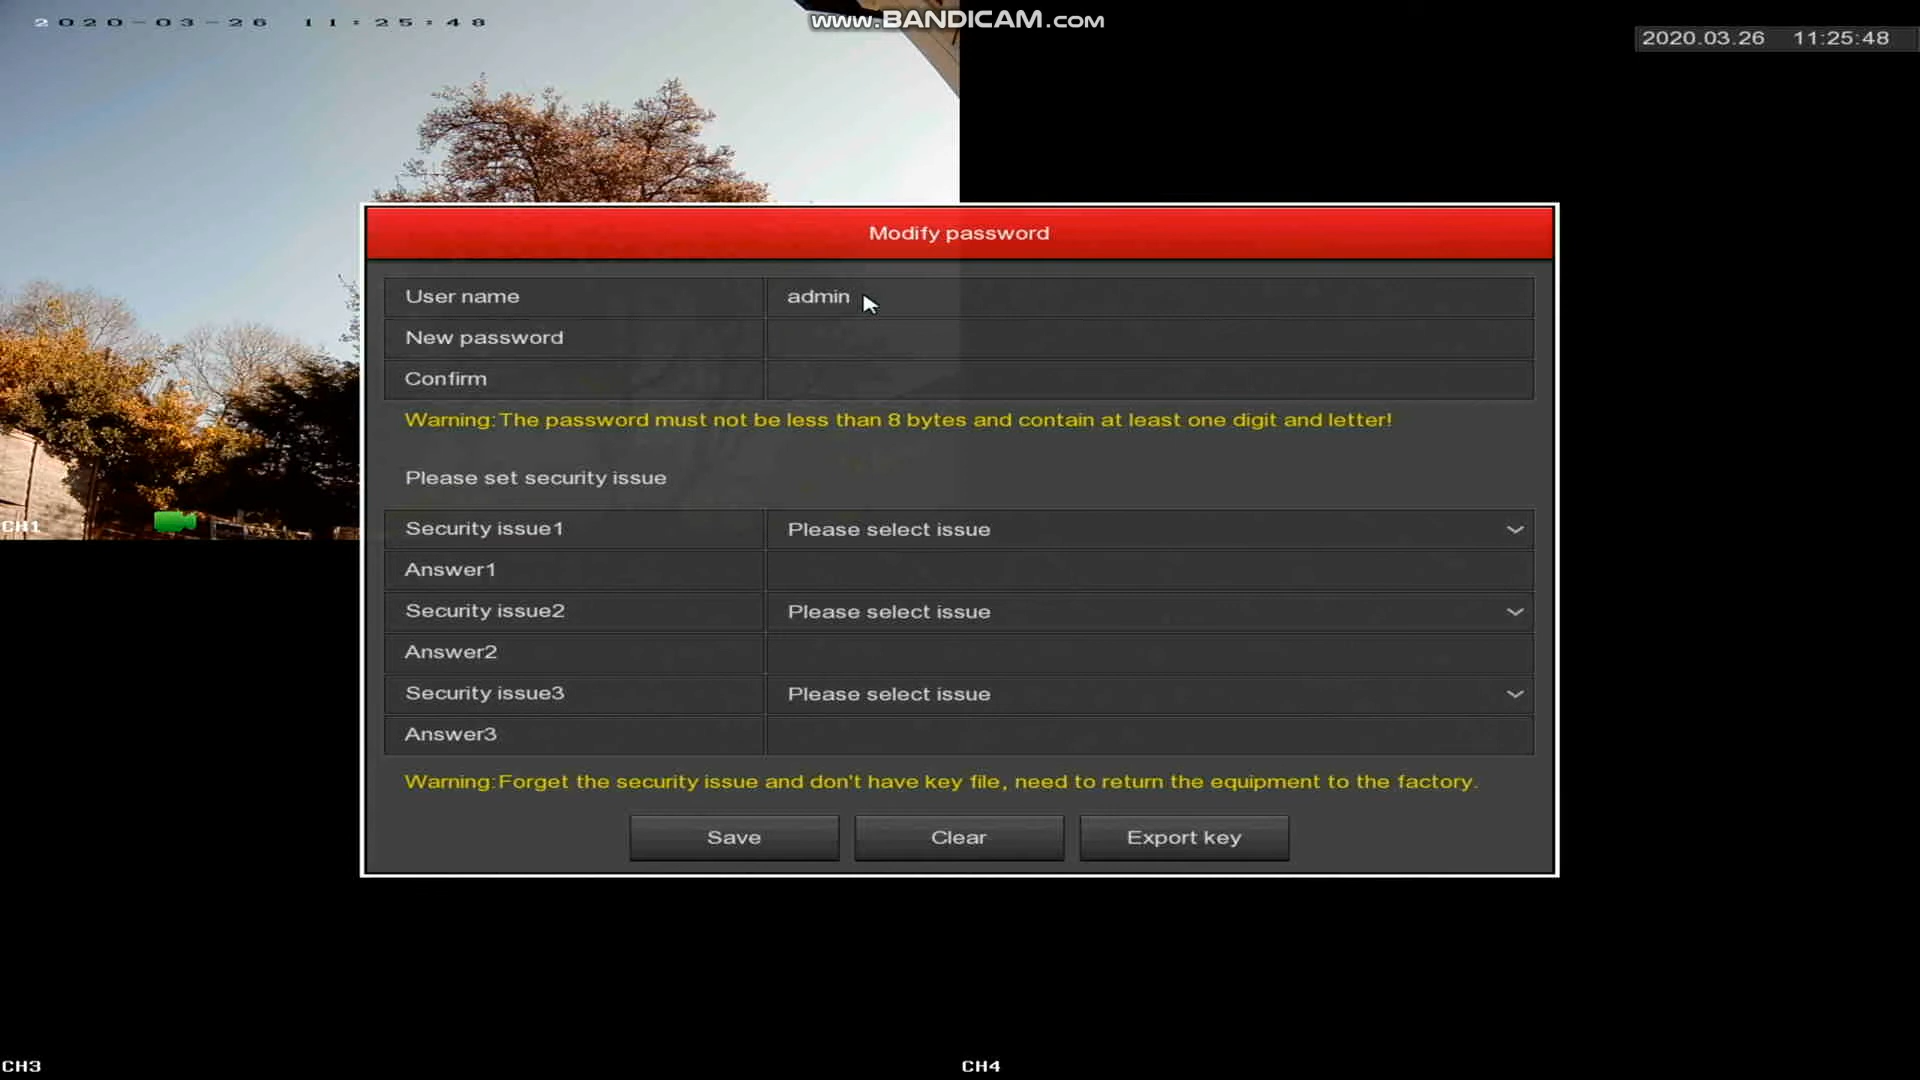 2020-03-26 11:25:48
www.BANDICAM.com
2020.03.26 11:25:48
Modify password
User name admin
New password
Confirm
Warning:The password must not be less than 8 bytes and contain at least one digit and letter!
Please set security issue
Security issue1 Please select issue
Answer1
Security issue2 Please select issue
Answer2
Security issue3 Please select issue
Answer3
Warning:Forget the security issue and don't have key file, need to return the equipment to the factory.
Save Clear Export key
CH1
CH3
CH4